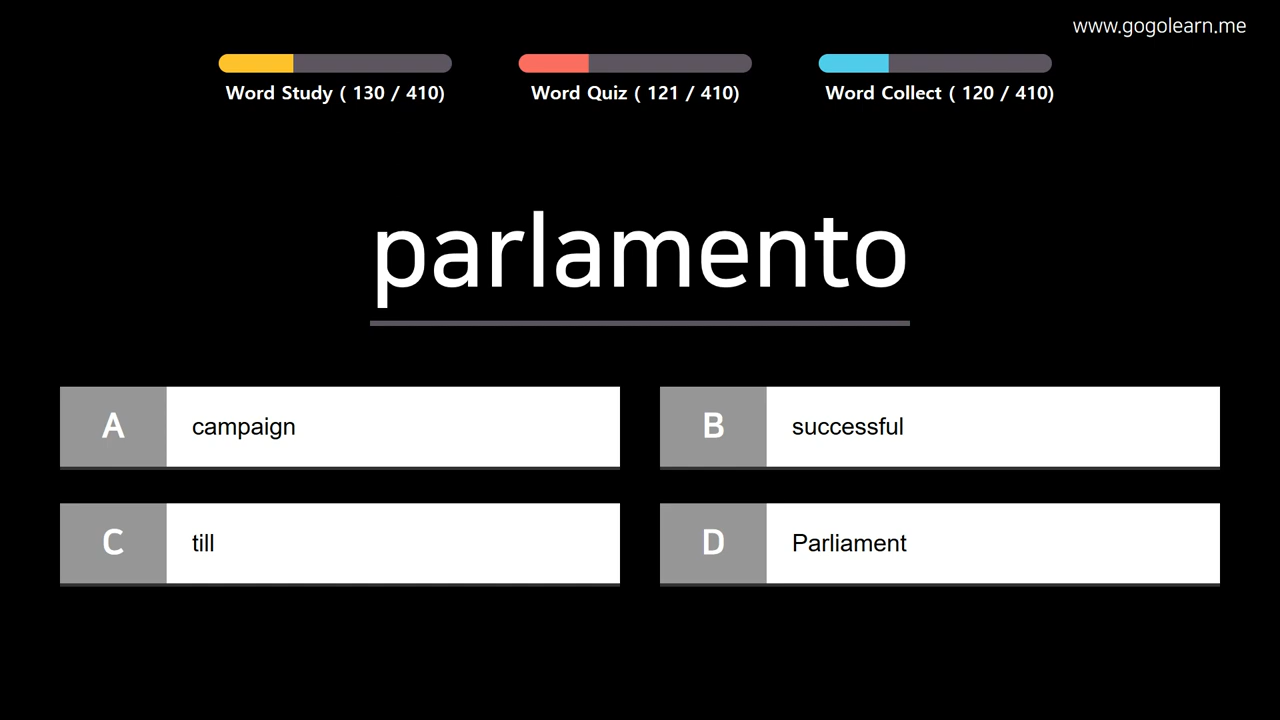 www.gogolearn.me
Word Study ( 130 / 410)
Word Quiz ( 121 / 410)
Word Collect ( 120 / 410)
parlamento
A campaign
B successful
C till
D Parliament